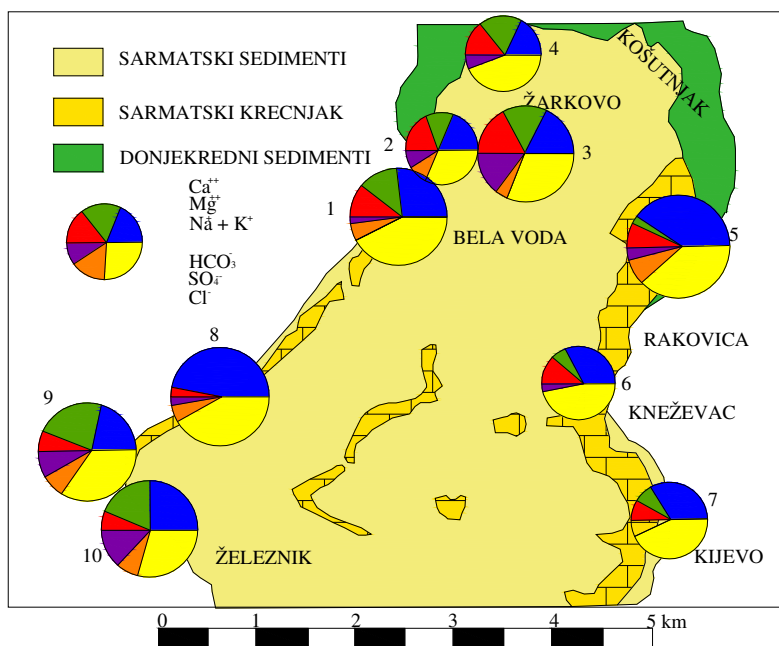 SARMATSKI SEDIMENTI
SARMATSKI KRECNJAK
DONJEKREDNI SEDIMENTI
Ca++
Mg++
Na+ + K+
HCO3-
SO4--
Cl-
KOŠUTNJAK
ŽARKOVO
BELA VODA
RAKOVICA
KNEŽEVAC
KIJEVO
ŽELEZNIK
4
2
3
1
5
8
6
9
7
10
0 1 2 3 4 5 km